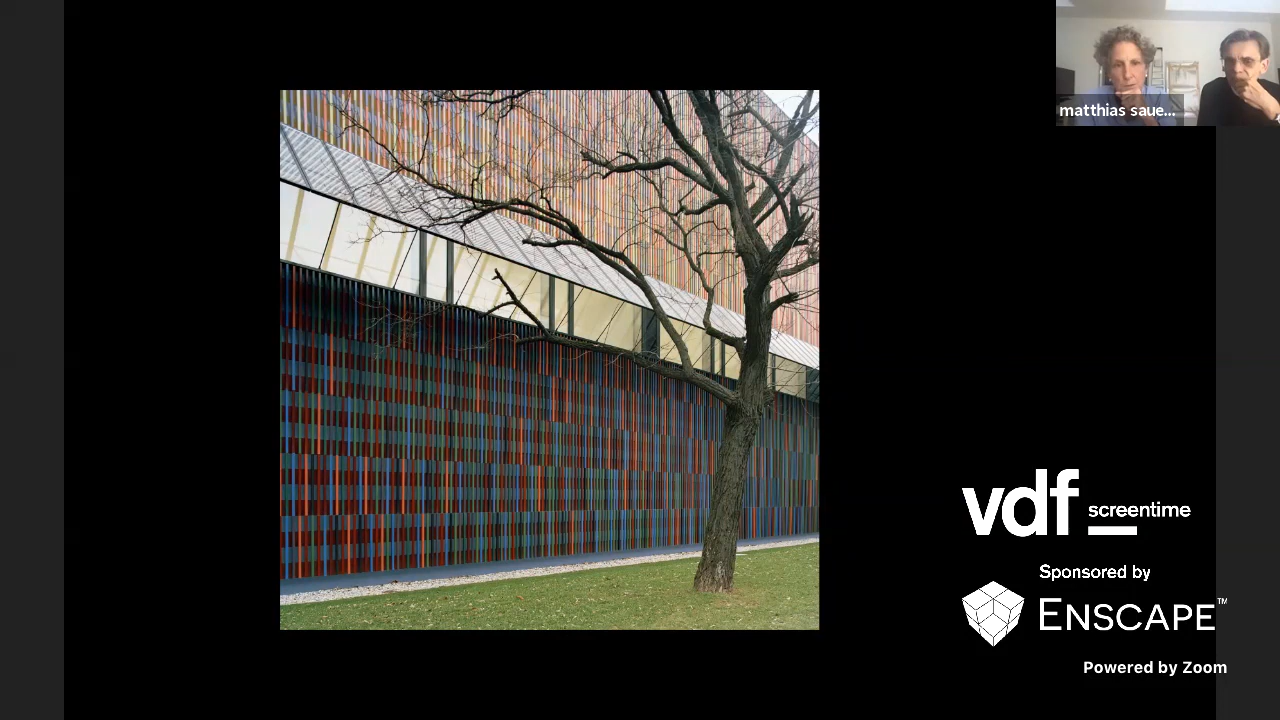 matthias saue...
vdf screentime
Sponsored by
ENSCAPE™
Powered by Zoom